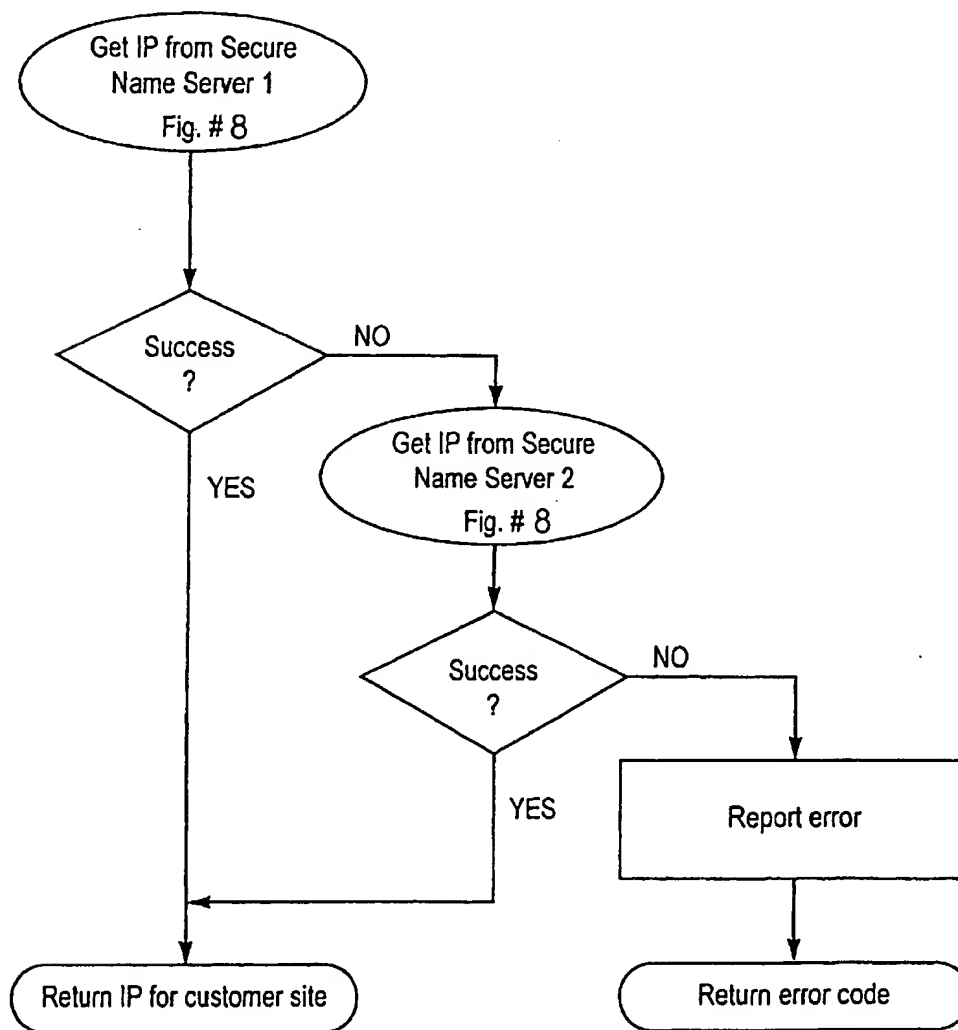 Get IP from Secure
Name Server 1
Fig. # 8
Success
?
NO
YES
Get IP from Secure
Name Server 2
Fig. # 8
Success
?
NO
YES
Report error
Return IP for customer site
Return error code